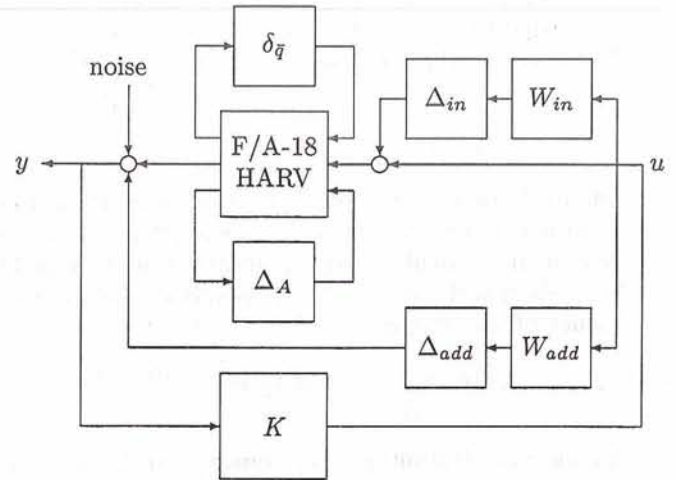 δ_q̄
noise
Δ_in
W_in
F/A-18
HARV
y
u
Δ_A
Δ_add
W_add
K